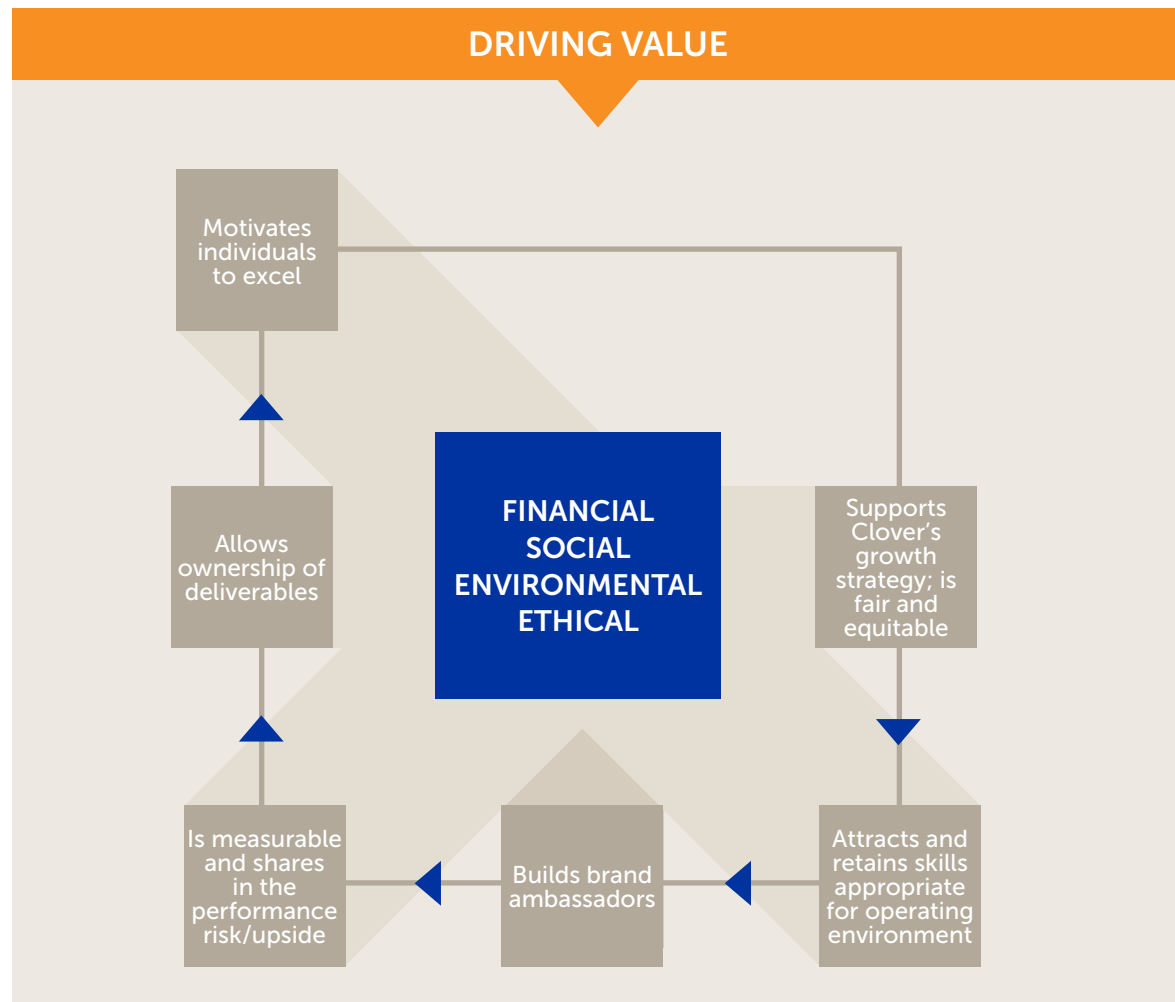 DRIVING VALUE
Motivates
individuals
to excel
Allows
ownership of
deliverables
FINANCIAL
SOCIAL
ENVIRONMENTAL
ETHICAL
Supports
Clover’s
growth
strategy; is
fair and
equitable
Is measurable
and shares
in the
performance
risk/upside
Builds brand
ambassadors
Attracts and
retains skills
appropriate
for operating
environment